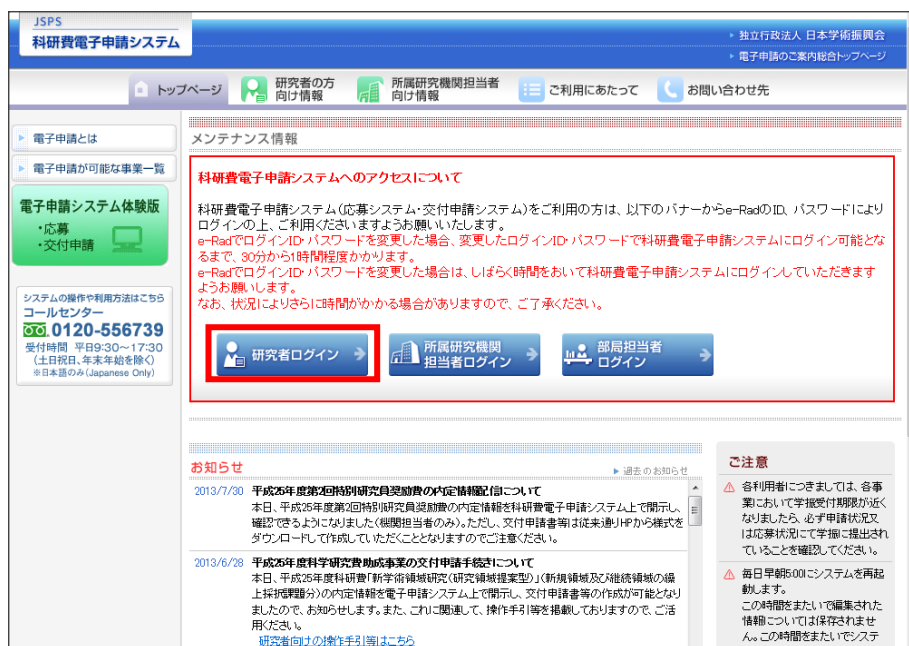 JSPS
科研費電子申請システム
独立行政法人 日本学術振興会
電子申請のご案内総合トップページ
トップページ
研究者の方
向け情報
所属研究機関担当者
向け情報
ご利用にあたって
お問い合わせ先
電子申請とは
電子申請が可能な事業一覧
電子申請システム体験版
・応募
・交付申請
システムの操作や利用方法はこちら
コールセンター
0120-556739
受付時間 平日9:30～17:30
(土日祝日、年末年始を除く)
※日本語のみ(Japanese Only)
メンテナンス情報
科研費電子申請システムへのアクセスについて
科研費電子申請システム(応募システム・交付申請システム)をご利用の方は、以下のバナーからe-RadのID、パスワードにより
ログインの上、ご利用くださいますようお願いいたします。
e-RadでログインID・パスワードを変更した場合、変更したログインID・パスワードで科研費電子申請システムにログイン可能とな
るまで、30分から1時間程度かかります。
e-RadでログインID・パスワードを変更した場合は、しばらく時間をおいて科研費電子申請システムにログインしていただきます
ようお願いします。
なお、状況によりさらに時間がかかる場合がありますので、ご了承ください。
研究者ログイン
所属研究機関
担当者ログイン
部局担当者
ログイン
お知らせ
過去のお知らせ
2013/7/30 平成25年度第2回特別研究員奨励費の内定情報配信について
本日、平成25年度第2回特別研究員奨励費の内定情報を科研費電子申請システム上で開示し、
確認できるようになりました(機関担当者のみ)。ただし、交付申請書等は従来通りHPから様式を
ダウンロードして作成していただくこととなりますのでご注意ください。
2013/6/28 平成25年度科学研究費助成事業の交付申請手続きについて
本日、平成25年度科研費「新学術領域研究(研究領域提案型)」(新規領域及び継続領域の繰
上採択課題分)の内定情報を電子申請システム上で開示し、交付申請書等の作成が可能となり
ましたので、お知らせします。また、これに関連して、操作手引等を掲載しておりますので、ご活
用ください。
研究者向けの操作手引等はこちら
ご注意
各利用者につきましては、各事
業において学振受付期限が近く
なりましたら、必ず申請状況又
は応募状況にて学振に提出され
ていることを確認してください。
毎日早朝5:00にシステムを再起
動します。
この時間をまたいで編集された
情報については保存されませ
ん。この時間をまたいでシステ